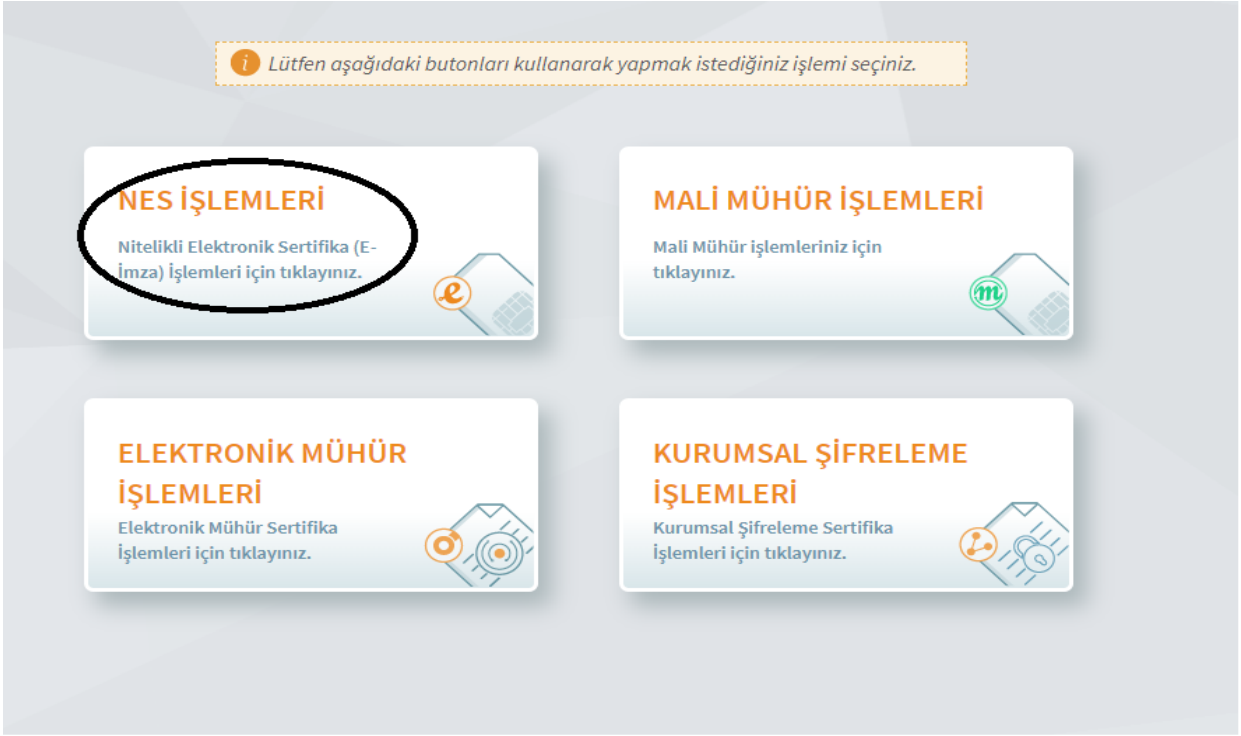 i Lütfen aşağıdaki butonları kullanarak yapmak istediğiniz işlemi seçiniz.
NES İŞLEMLERİ
Nitelikli Elektronik Sertifika (E-
İmza) İşlemleri için tıklayınız.
e
MALİ MÜHÜR İŞLEMLERİ
Mali Mühür işlemleriniz için
tıklayınız.
m
ELEKTRONİK MÜHÜR
İŞLEMLERİ
Elektronik Mühür Sertifika
İşlemleri için tıklayınız.
KURUMSAL ŞİFRELEME
İŞLEMLERİ
Kurumsal Şifreleme Sertifika
İşlemleri için tıklayınız.